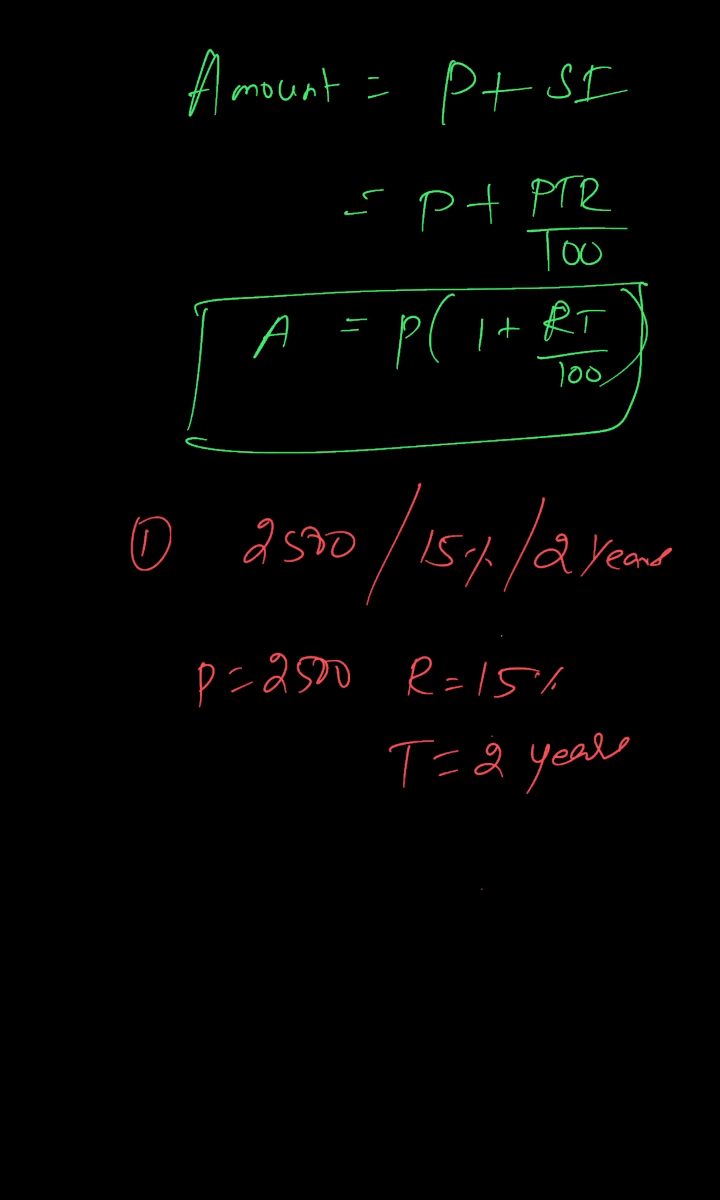 Amount = P + SI
= P + PTR/100
A = P(1 + RT/100)
① 2500 / 15% / 2 Years
P = 2500 R = 15%
T = 2 years